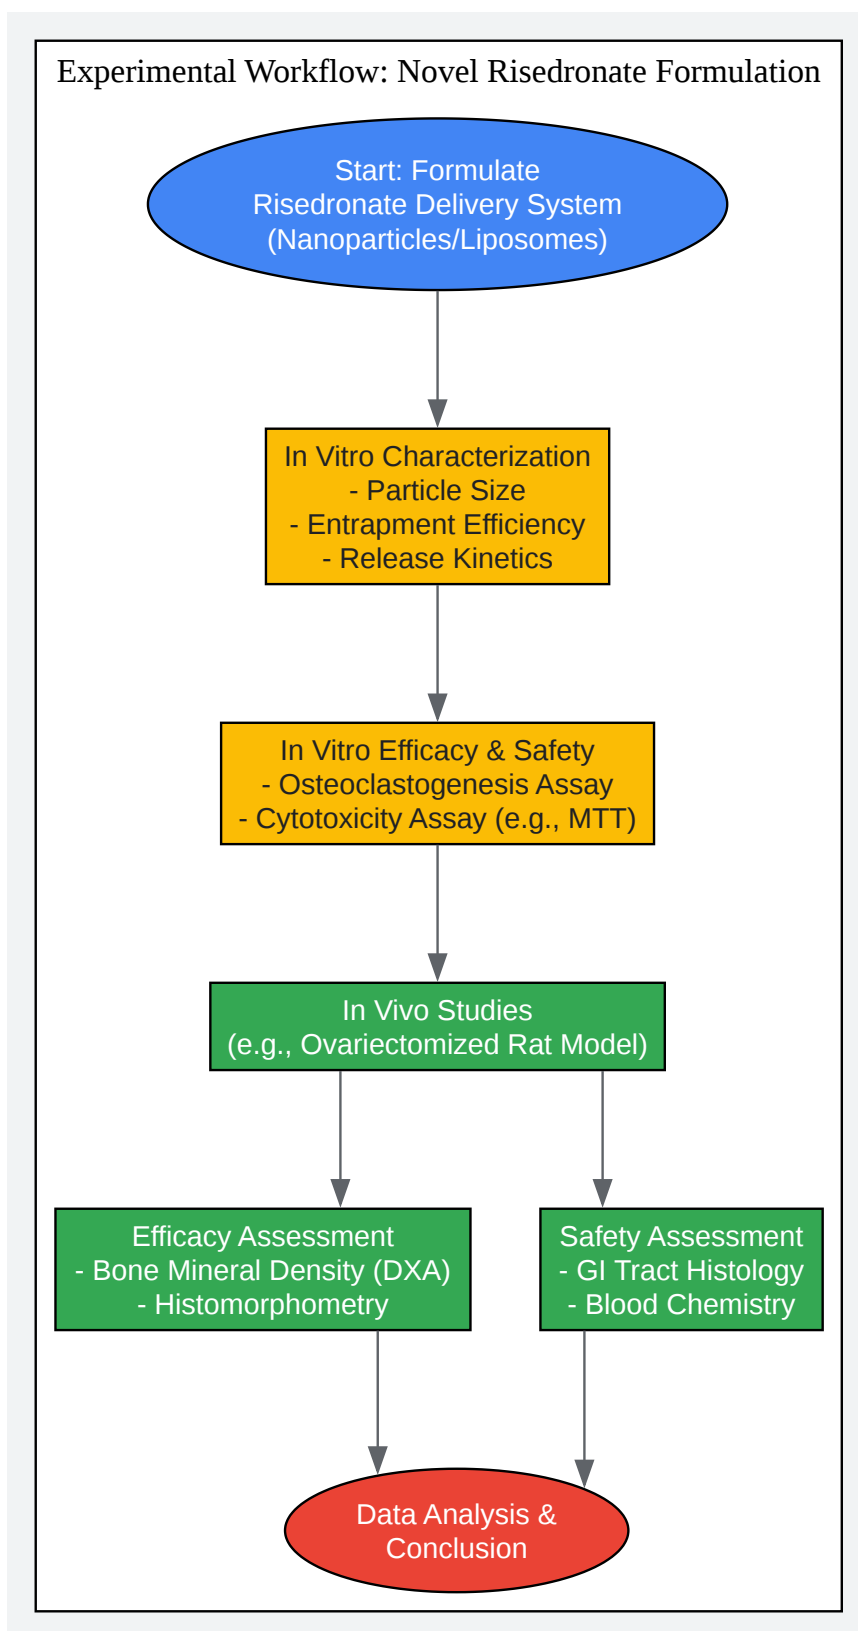 Experimental Workflow: Novel Risedronate Formulation
Start: Formulate
Risedronate Delivery System
(Nanoparticles/Liposomes)
In Vitro Characterization
- Particle Size
- Entrapment Efficiency
- Release Kinetics
In Vitro Efficacy & Safety
- Osteoclastogenesis Assay
- Cytotoxicity Assay (e.g., MTT)
In Vivo Studies
(e.g., Ovariectomized Rat Model)
Efficacy Assessment
- Bone Mineral Density (DXA)
- Histomorphometry
Safety Assessment
- GI Tract Histology
- Blood Chemistry
Data Analysis &
Conclusion